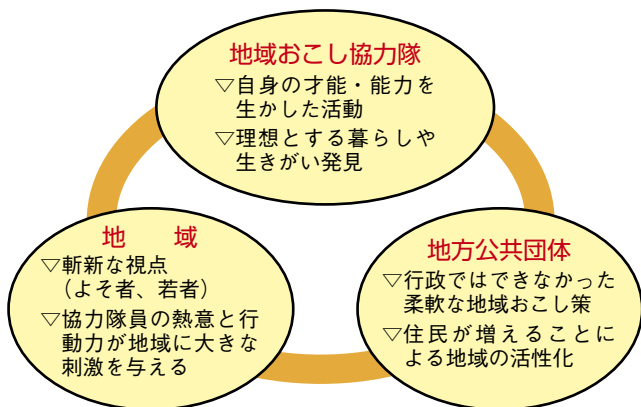 地域おこし協力隊
▽自身の才能・能力を
生かした活動
▽理想とする暮らしや
生きがい発見
地　域
▽斬新な視点
（よそ者、若者）
▽協力隊員の熱意と行
動力が地域に大きな
刺激を与える
地方公共団体
▽行政ではできなかった
柔軟な地域おこし策
▽住民が増えることに
よる地域の活性化